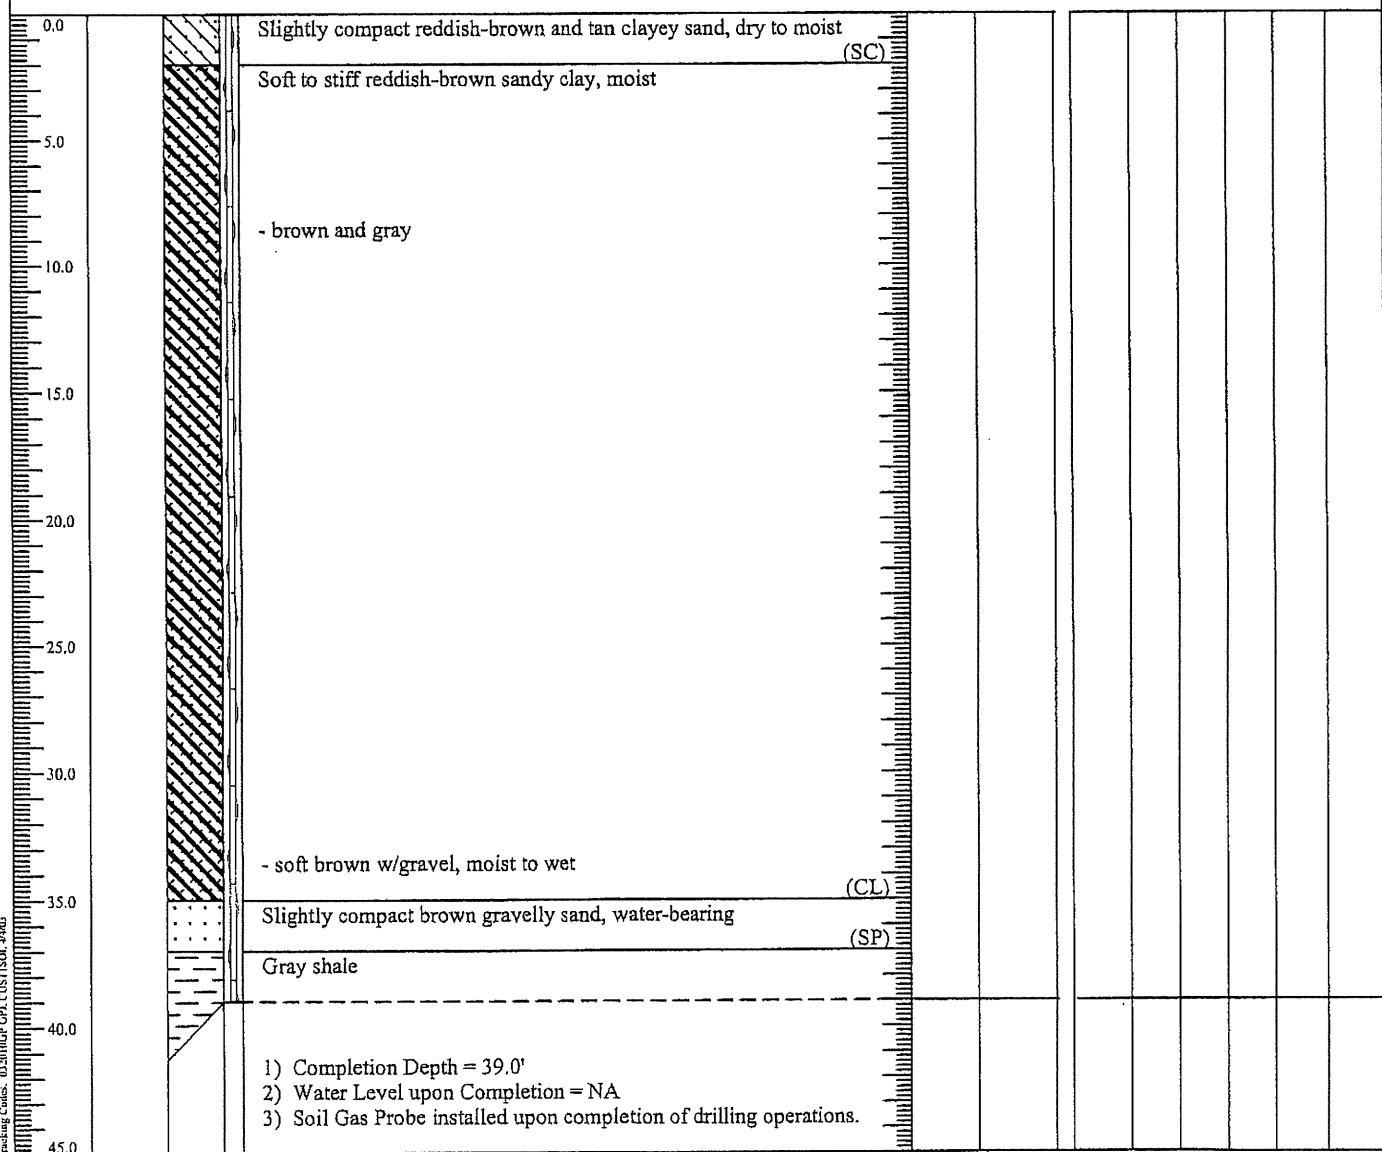 0.0
Slightly compact reddish-brown and tan clayey sand, dry to moist
(SC)
Soft to stiff reddish-brown sandy clay, moist
5.0
- brown and gray
10.0
15.0
20.0
25.0
30.0
- soft brown w/gravel, moist to wet
(CL)
35.0
Slightly compact brown gravelly sand, water-bearing
(SP)
Gray shale
40.0
1) Completion Depth = 39.0'
2) Water Level upon Completion = NA
3) Soil Gas Probe installed upon completion of drilling operations.
45.0